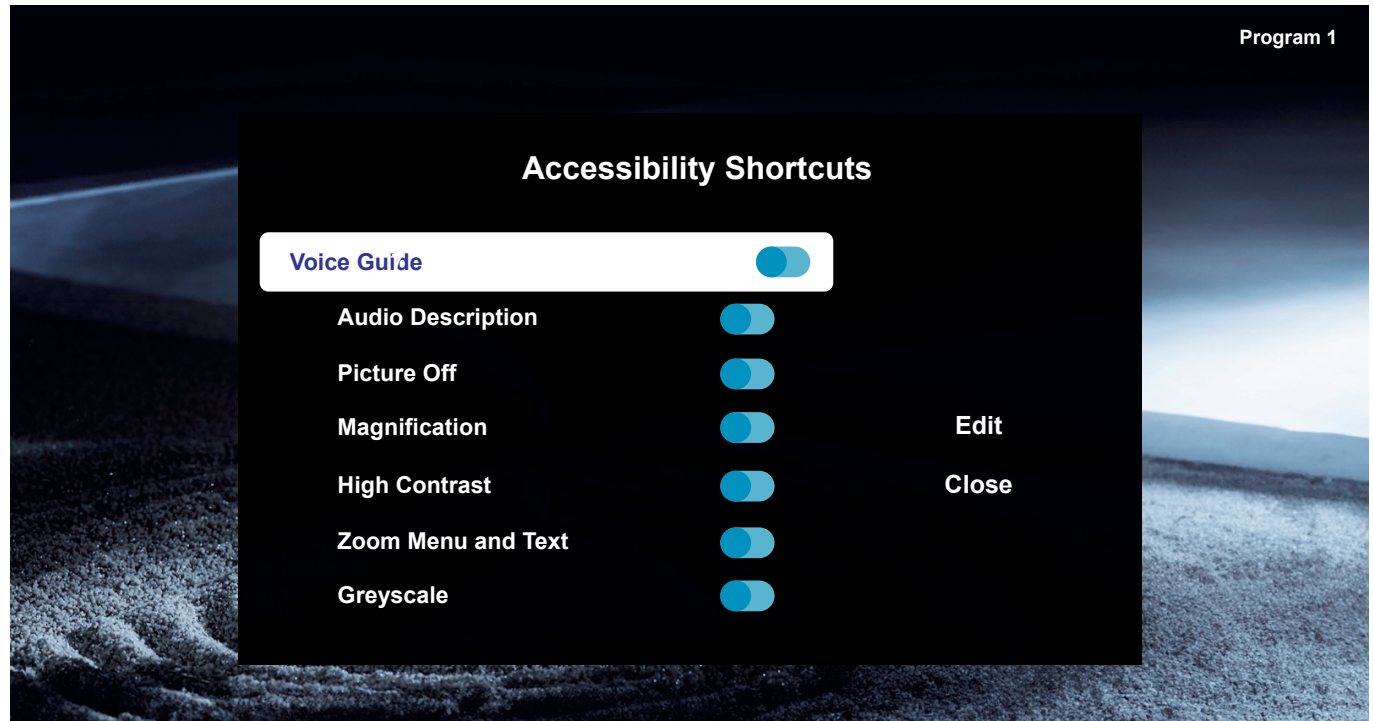 Program 1
Accessibility Shortcuts
Voice Guide
Audio Description
Picture Off
Magnification
Edit
High Contrast
Close
Zoom Menu and Text
Greyscale